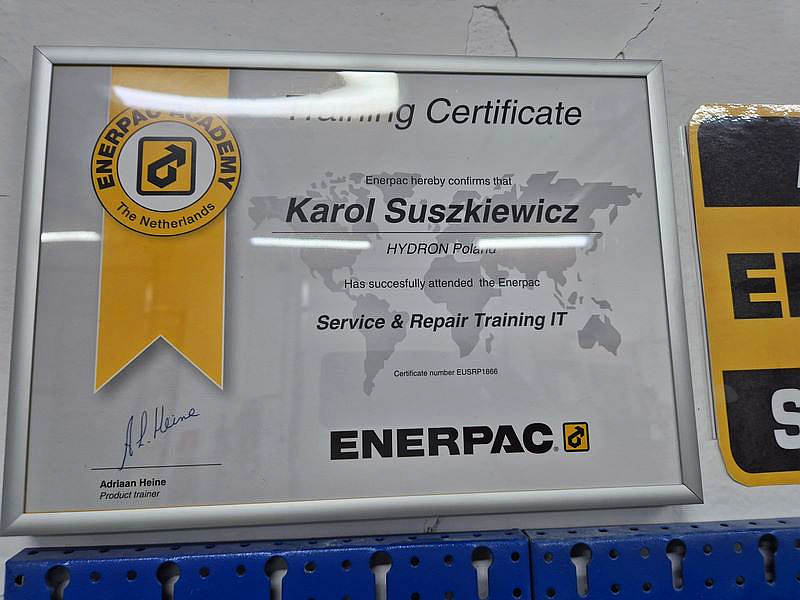 ENERPAC ACADEMY
The Netherlands
Training Certificate
Enerpac hereby confirms that
Karol Suszkiewicz
HYDRON Poland
Has succesfully attended the Enerpac
Service & Repair Training IT
Certificate number EUSRP1866
A.L. Heine
Adriaan Heine
Product trainer
ENERPAC®